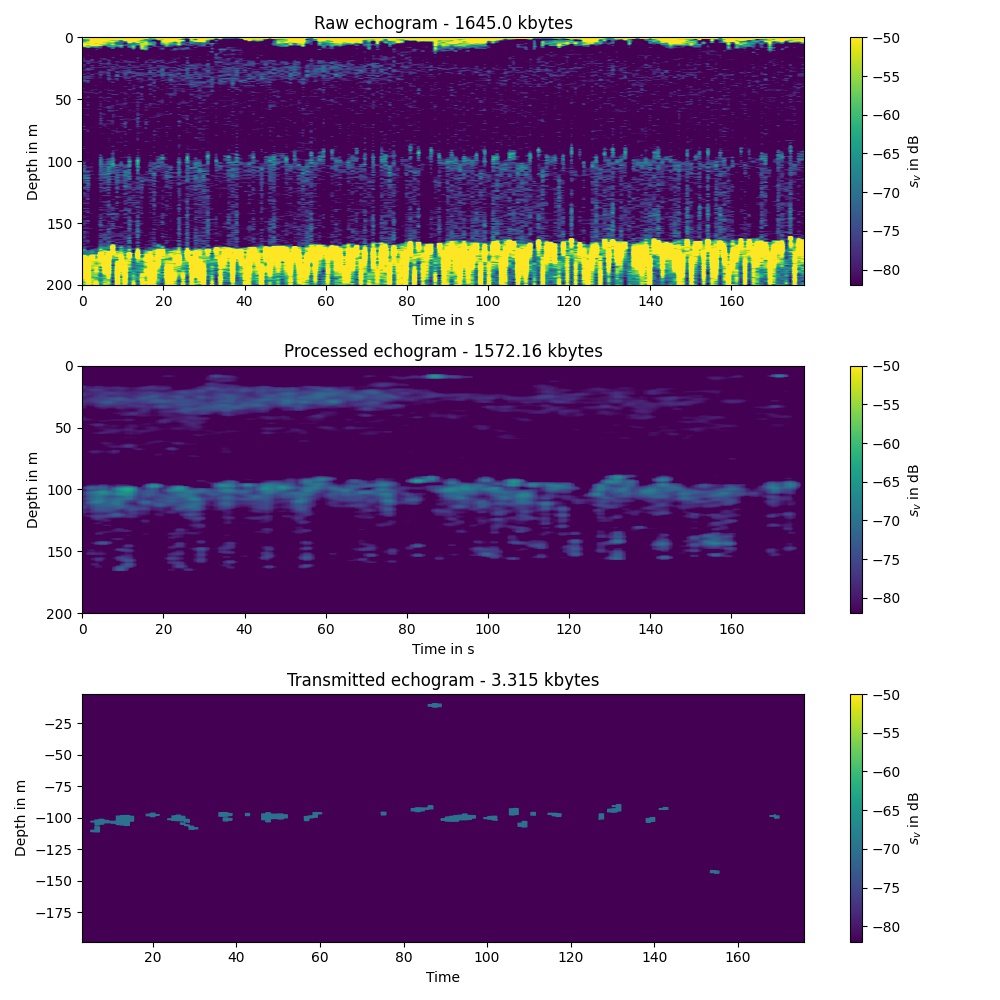 Raw echogram - 1645.0 kbytes
0
50
100
150
200
Depth in m
0 20 40 60 80 100 120 140 160
Time in s
−50
−55
−60
−65
−70
−75
−80
sv in dB
Processed echogram - 1572.16 kbytes
0
50
100
150
200
Depth in m
0 20 40 60 80 100 120 140 160
Time in s
−50
−55
−60
−65
−70
−75
−80
sv in dB
Transmitted echogram - 3.315 kbytes
−25
−50
−75
−100
−125
−150
−175
Depth in m
20 40 60 80 100 120 140 160
Time
−50
−55
−60
−65
−70
−75
−80
sv in dB